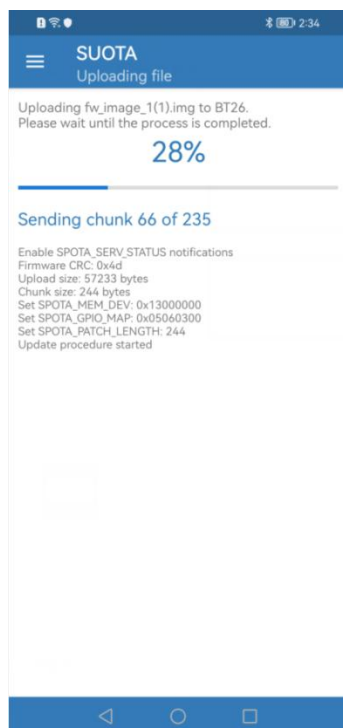 80 2:34
SUOTA
Uploading file
Uploading fw_image_1(1).img to BT26.
Please wait until the process is completed.
28%
Sending chunk 66 of 235
Enable SPOTA_SERV_STATUS notifications
Firmware CRC: 0x4d
Upload size: 57233 bytes
Chunk size: 244 bytes
Set SPOTA_MEM_DEV: 0x13000000
Set SPOTA_GPIO_MAP: 0x05060300
Set SPOTA_PATCH_LENGTH: 244
Update procedure started